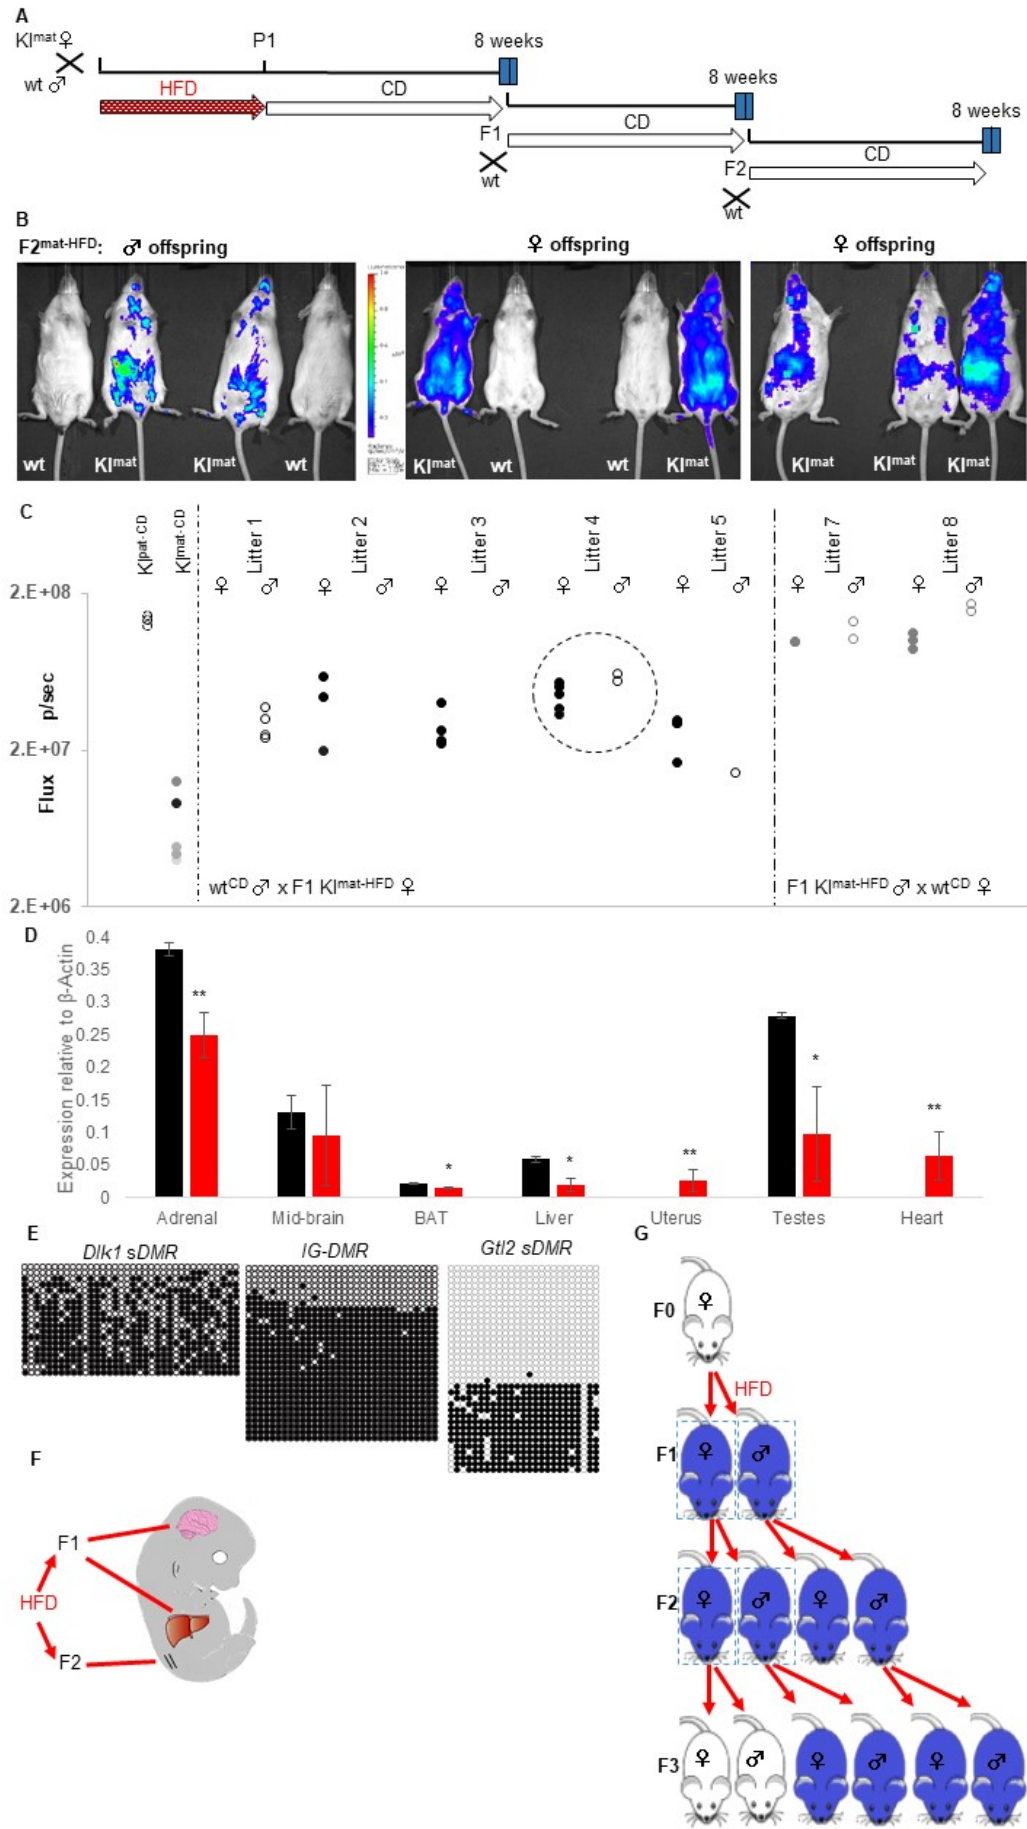 A
KI^mat ♀
wt ♂
P1
8 weeks
HFD
CD
8 weeks
F1
CD
wt
8 weeks
F2
CD
wt
B
F2^mat-HFD: ♂ offspring
♀ offspring
♀ offspring
wt
KI^mat
KI^mat
wt
KI^mat
wt
wt
KI^mat
KI^mat
KI^mat
KI^mat
C
KI^pat-CD
KI^mat-CD
Litter 1
Litter 2
Litter 3
Litter 4
Litter 5
Litter 7
Litter 8
♀ ♂ ♀ ♂ ♀ ♂ ♀ ♂ ♀ ♂ ♀ ♂ ♀ ♂
2.E+08
2.E+07
2.E+06
Flux p/sec
wt^CD ♂ x F1 KI^mat-HFD ♀
F1 KI^mat-HFD ♂ x wt^CD ♀
D
Expression relative to β-Actin
0.4
0.35
0.3
0.25
0.2
0.15
0.1
0.05
0
**
*
*
**
*
**
Adrenal
Mid-brain
BAT
Liver
Uterus
Testes
Heart
E
Dlk1 sDMR
IG-DMR
Gtl2 sDMR
F
F1
HFD
F2
G
F0
♀
HFD
F1
♀ ♂
F2
♀ ♂ ♀ ♂
F3
♀ ♂ ♀ ♂ ♀ ♂